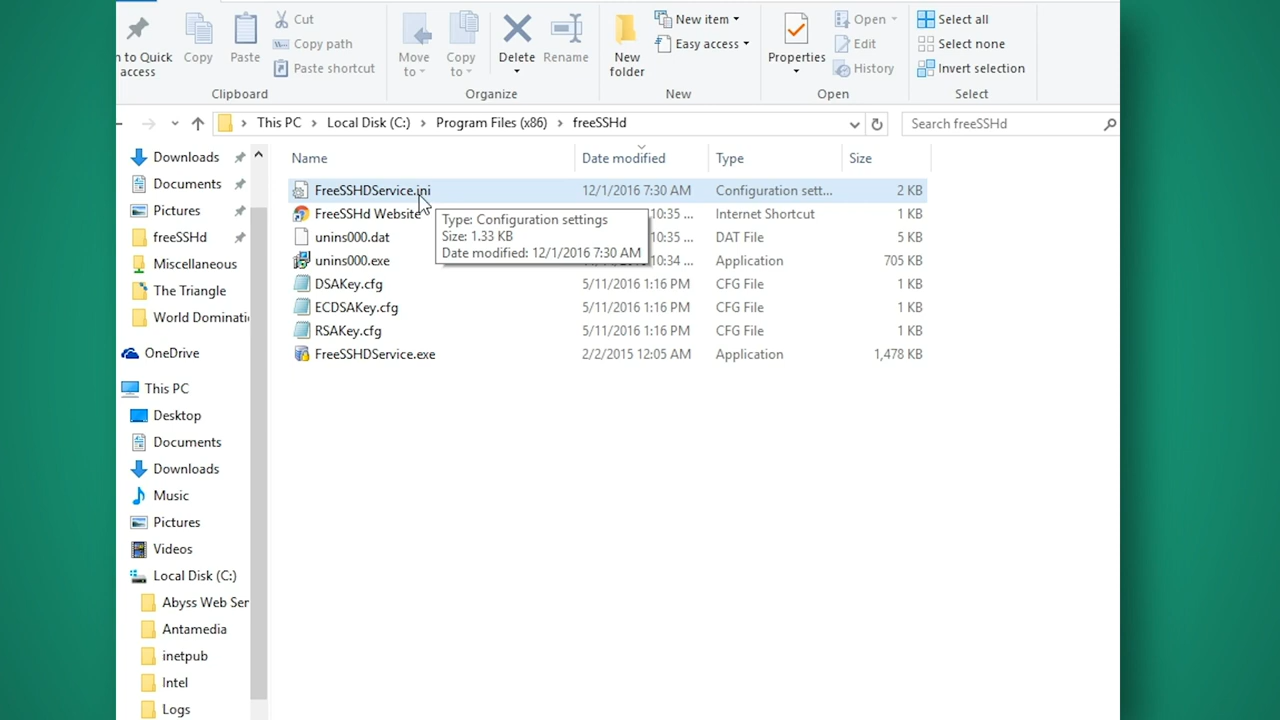 n to Quick
access
Copy
Paste
Cut
Copy path
Paste shortcut
Clipboard
Move
to
Copy
to
Delete
Rename
Organize
New
folder
New item
Easy access
New
Properties
Open
Edit
History
Open
Select all
Select none
Invert selection
Select
This PC
Local Disk (C:)
Program Files (x86)
freeSSHd
Search freeSSHd
Downloads
Documents
Pictures
freeSSHd
Miscellaneous
The Triangle
World Dominati
OneDrive
This PC
Desktop
Documents
Downloads
Music
Pictures
Videos
Local Disk (C:)
Abyss Web Ser
Antamedia
inetpub
Intel
Logs
Name Date modified Type Size
FreeSSHDService.ini 12/1/2016 7:30 AM Configuration sett... 2 KB
FreeSSHd Website 10:35 ... Internet Shortcut 1 KB
unins000.dat 10:35 ... DAT File 5 KB
unins000.exe 10:34 ... Application 705 KB
DSAKey.cfg 5/11/2016 1:16 PM CFG File 1 KB
ECDSAKey.cfg 5/11/2016 1:16 PM CFG File 1 KB
RSAKey.cfg 5/11/2016 1:16 PM CFG File 1 KB
FreeSSHDService.exe 2/2/2015 12:05 AM Application 1,478 KB
Type: Configuration settings
Size: 1.33 KB
Date modified: 12/1/2016 7:30 AM